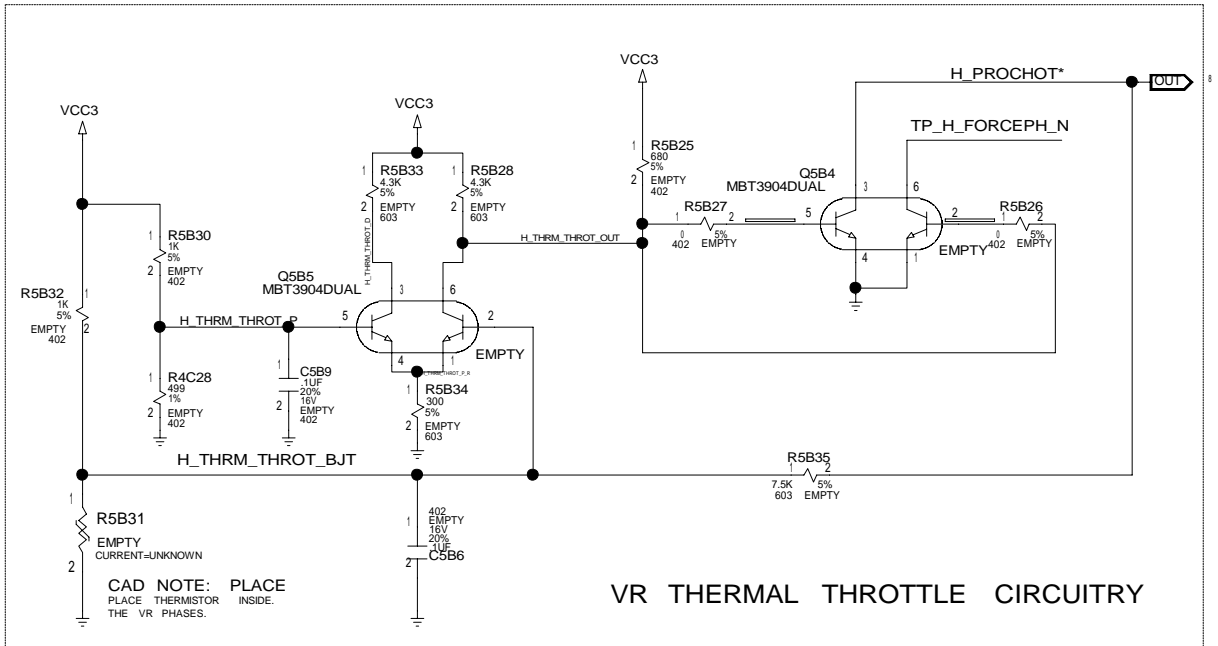 VCC3
R5B32
1
1K
5%
2
EMPTY
402
1
R5B30
1K
5%
2
EMPTY
402
H_THRM_THROT_P
1
R4C28
499
1%
2
EMPTY
402
1
C5B9
.1UF
20%
16V
2
EMPTY
402
VCC3
1
R5B33
4.3K
5%
2
EMPTY
603
H_THRM_THROT_D
1
R5B28
4.3K
5%
2
EMPTY
603
H_THRM_THROT_OUT
Q5B5
MBT3904DUAL
3
6
5
2
4
1
EMPTY
H_THRM_THROT_P_R
1
R5B34
300
5%
2
EMPTY
603
VCC3
1
R5B25
680
5%
2
EMPTY
402
R5B27
1
2
0
5%
402
EMPTY
Q5B4
MBT3904DUAL
3
6
5
2
4
1
EMPTY
R5B26
1
2
0
5%
402
EMPTY
H_PROCHOT*
OUT
8
TP_H_FORCEPH_N
H_THRM_THROT_BJT
R5B35
1
2
7.5K
5%
603
EMPTY
1
R5B31
EMPTY
CURRENT=UNKNOWN
2
CAD NOTE: PLACE
PLACE THERMISTOR INSIDE.
THE VR PHASES.
402
EMPTY
1
16V
20%
.1UF
2
C5B6
VR THERMAL THROTTLE CIRCUITRY